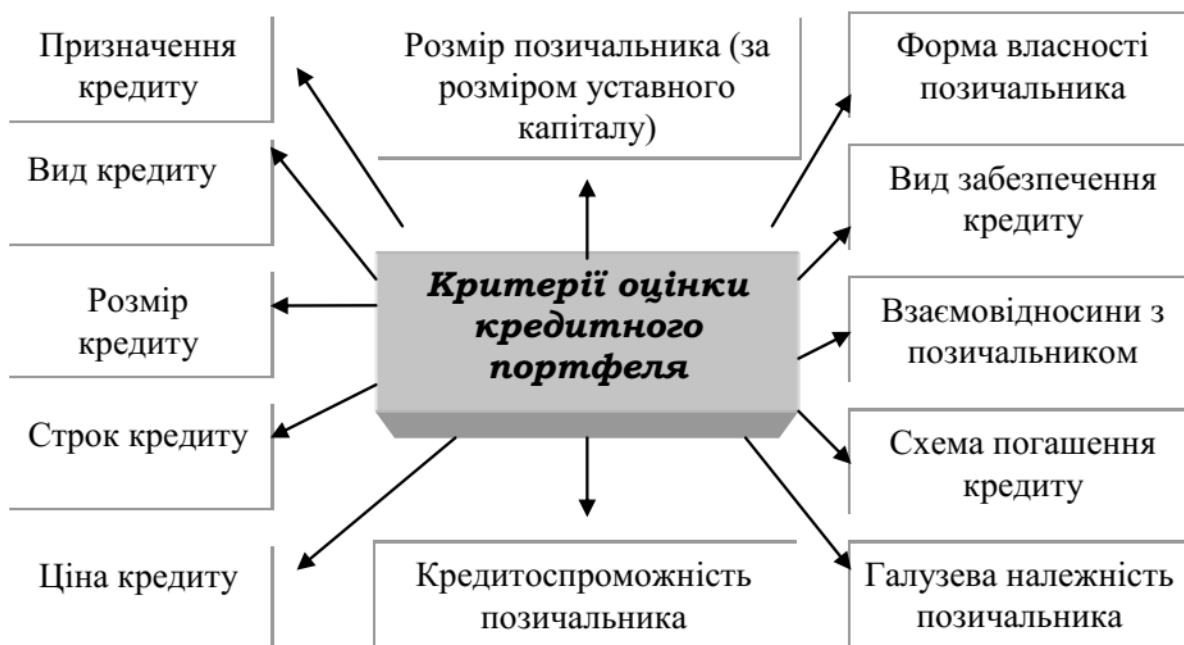 Призначення
кредиту
Розмір позичальника (за
розміром уставного
капіталу)
Форма власності
позичальника
Вид кредиту
Вид забезпечення
кредиту
Критерії оцінки
кредитного
портфеля
Розмір
кредиту
Взаємовідносини з
позичальником
Строк кредиту
Схема погашення
кредиту
Ціна кредиту
Кредитоспроможність
позичальника
Галузева належність
позичальника